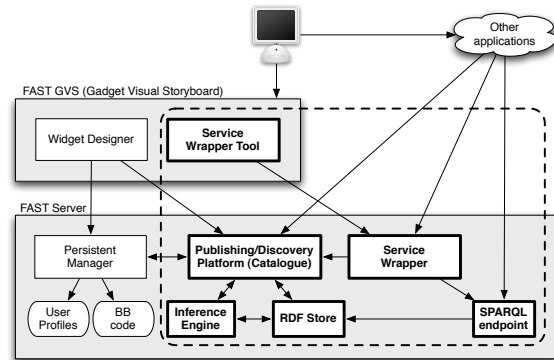 Other
applications
FAST GVS (Gadget Visual Storyboard)
Widget Designer
Service
Wrapper Tool
FAST Server
Persistent
Manager
Publishing/Discovery
Platform (Catalogue)
Service
Wrapper
User
Profiles
BB
code
Inference
Engine
RDF Store
SPARQL
endpoint